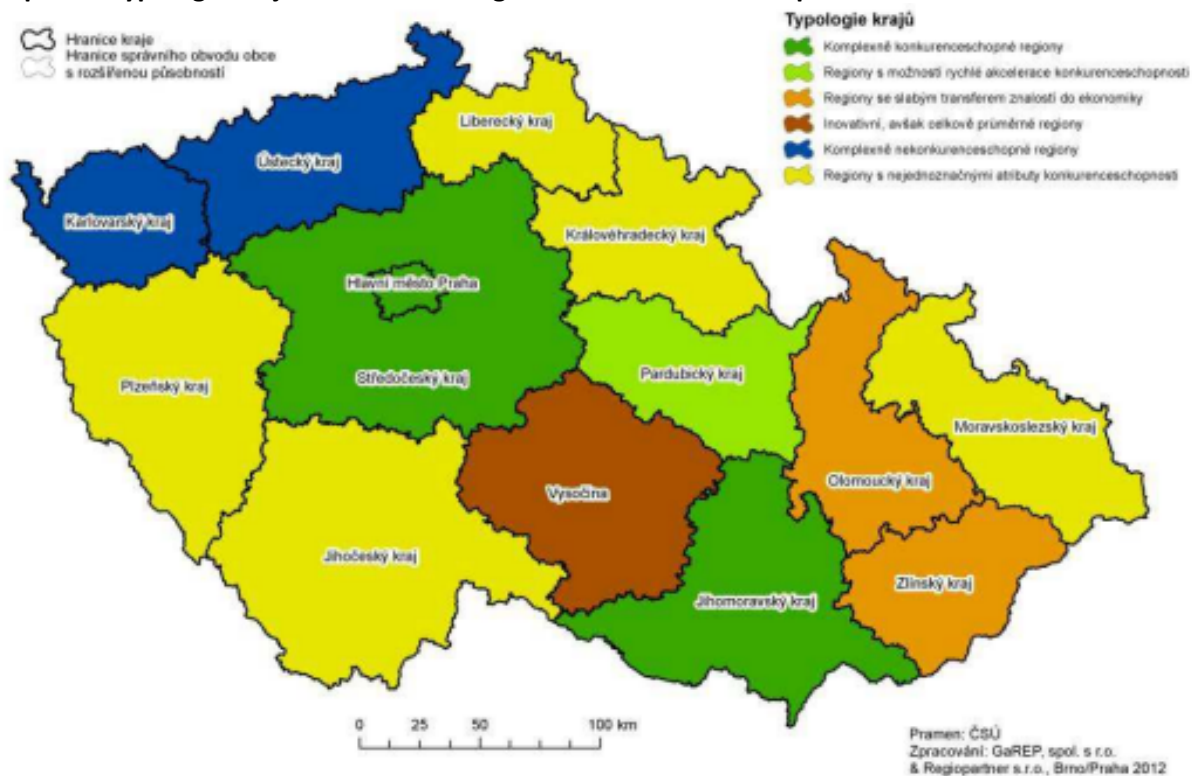 Typologie krajů
Hranice kraje
Hranice správního obvodu obce
s rozšířenou působností
Komplexně konkurenceschopné regiony
Regiony s možností rychlé akcelerace konkurenceschopnosti
Regiony se slabým transferem znalostí do ekonomiky
Inovativní, avšak celkově průměrné regiony
Komplexně nekonkurenceschopné regiony
Regiony s nejednoznačnými atributy konkurenceschopnosti
Liberecký kraj
Ústecký kraj
Karlovarský kraj
Královéhradecký kraj
Hlavní město Praha
Středočeský kraj
Pardubický kraj
Plzeňský kraj
Moravskoslezský kraj
Olomoucký kraj
Vysočina
Jihočeský kraj
Zlínský kraj
Jihomoravský kraj
0 25 50 100 km
Pramen: ČSÚ
Zpracování: GaREP, spol. s r.o.
& Regiopartner s.r.o., Brno/Praha 2012